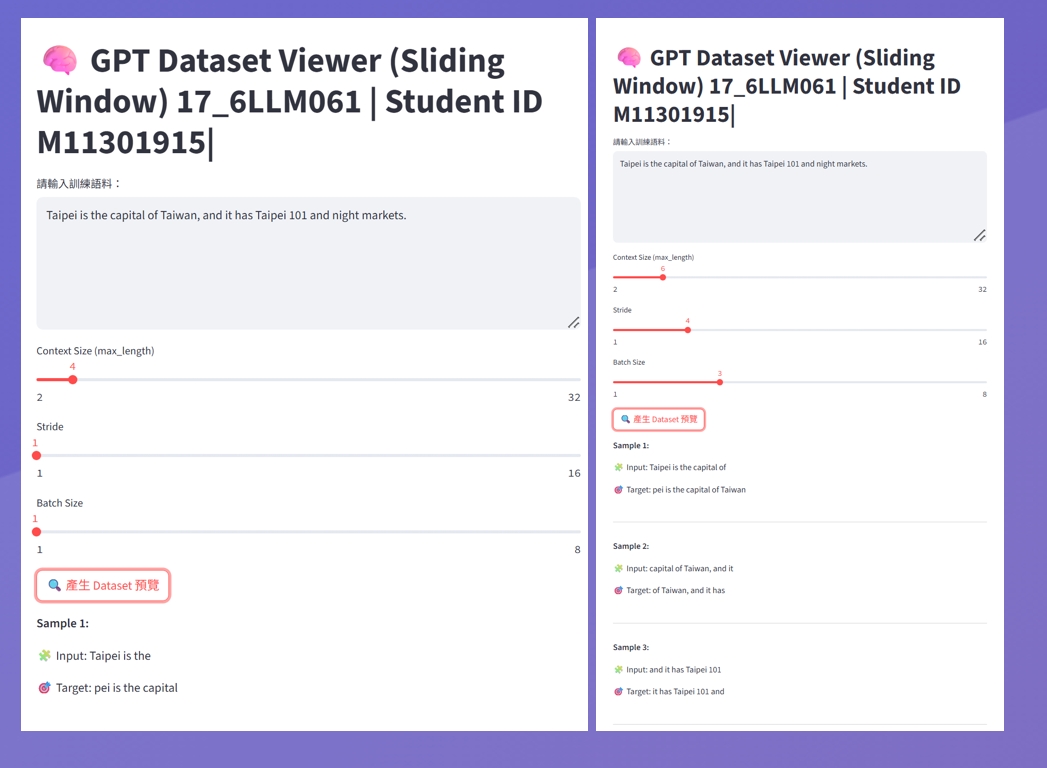 🧠 GPT Dataset Viewer (Sliding
Window) 17_6LLM061 | Student ID
M11301915|
請輸入訓練語料：
Taipei is the capital of Taiwan, and it has Taipei 101 and night markets.
Context Size (max_length)
4
2 32
Stride
1
1 16
Batch Size
1
1 8
🔍 產生 Dataset 預覽
Sample 1:
🧩 Input: Taipei is the
🎯 Target: pei is the capital
🧠 GPT Dataset Viewer (Sliding
Window) 17_6LLM061 | Student ID
M11301915|
請輸入訓練語料：
Taipei is the capital of Taiwan, and it has Taipei 101 and night markets.
Context Size (max_length)
6
2 32
Stride
4
1 16
Batch Size
3
1 8
🔍 產生 Dataset 預覽
Sample 1:
🧩 Input: Taipei is the capital of
🎯 Target: pei is the capital of Taiwan
Sample 2:
🧩 Input: capital of Taiwan, and it
🎯 Target: of Taiwan, and it has
Sample 3:
🧩 Input: and it has Taipei 101
🎯 Target: it has Taipei 101 and